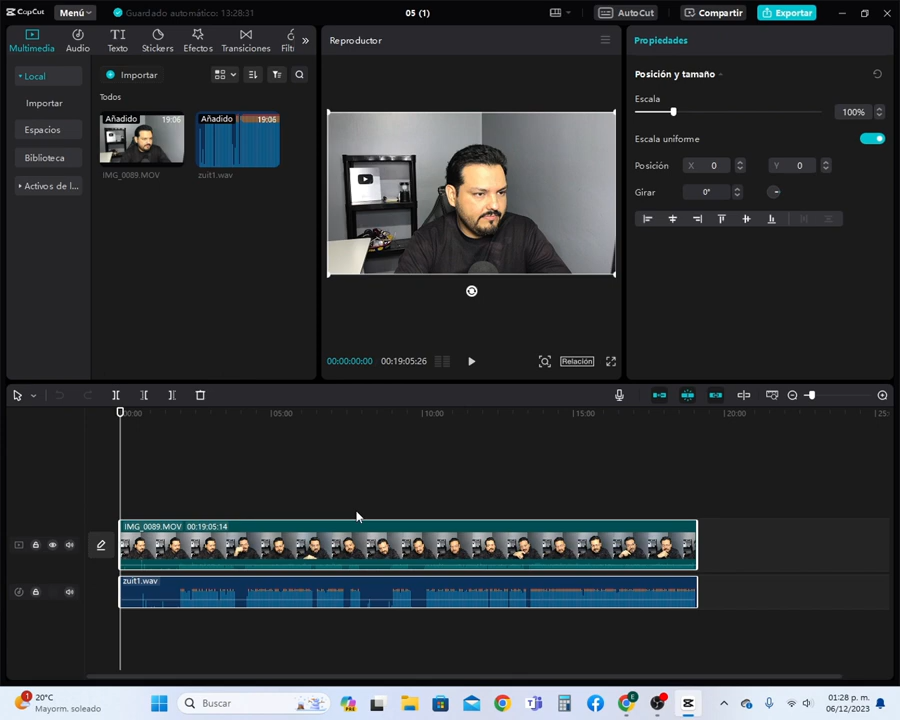 CapCut Menú Guardado automático: 13:28:31 05 (1) AutoCut Compartir Exportar
Multimedia Audio Texto Stickers Efectos Transiciones Filt »
Reproductor
Propiedades
Local
Importar
Espacios
Biblioteca
Activos de l...
Importar
Todos
Añadido 19:06
IMG_0089.MOV
Añadido 19:06
zuit1.wav
00:00:00:00 00:19:05:26 Relación
Posición y tamaño
Escala
100%
Escala uniforme
Posición X 0 Y 0
Girar 0°
00:00 05:00 10:00 15:00 20:00 25:
IMG_0089.MOV 00:19:05:14
zuit1.wav
1
20°C
Mayorm. soleado
Buscar
01:28 p. m.
06/12/2023